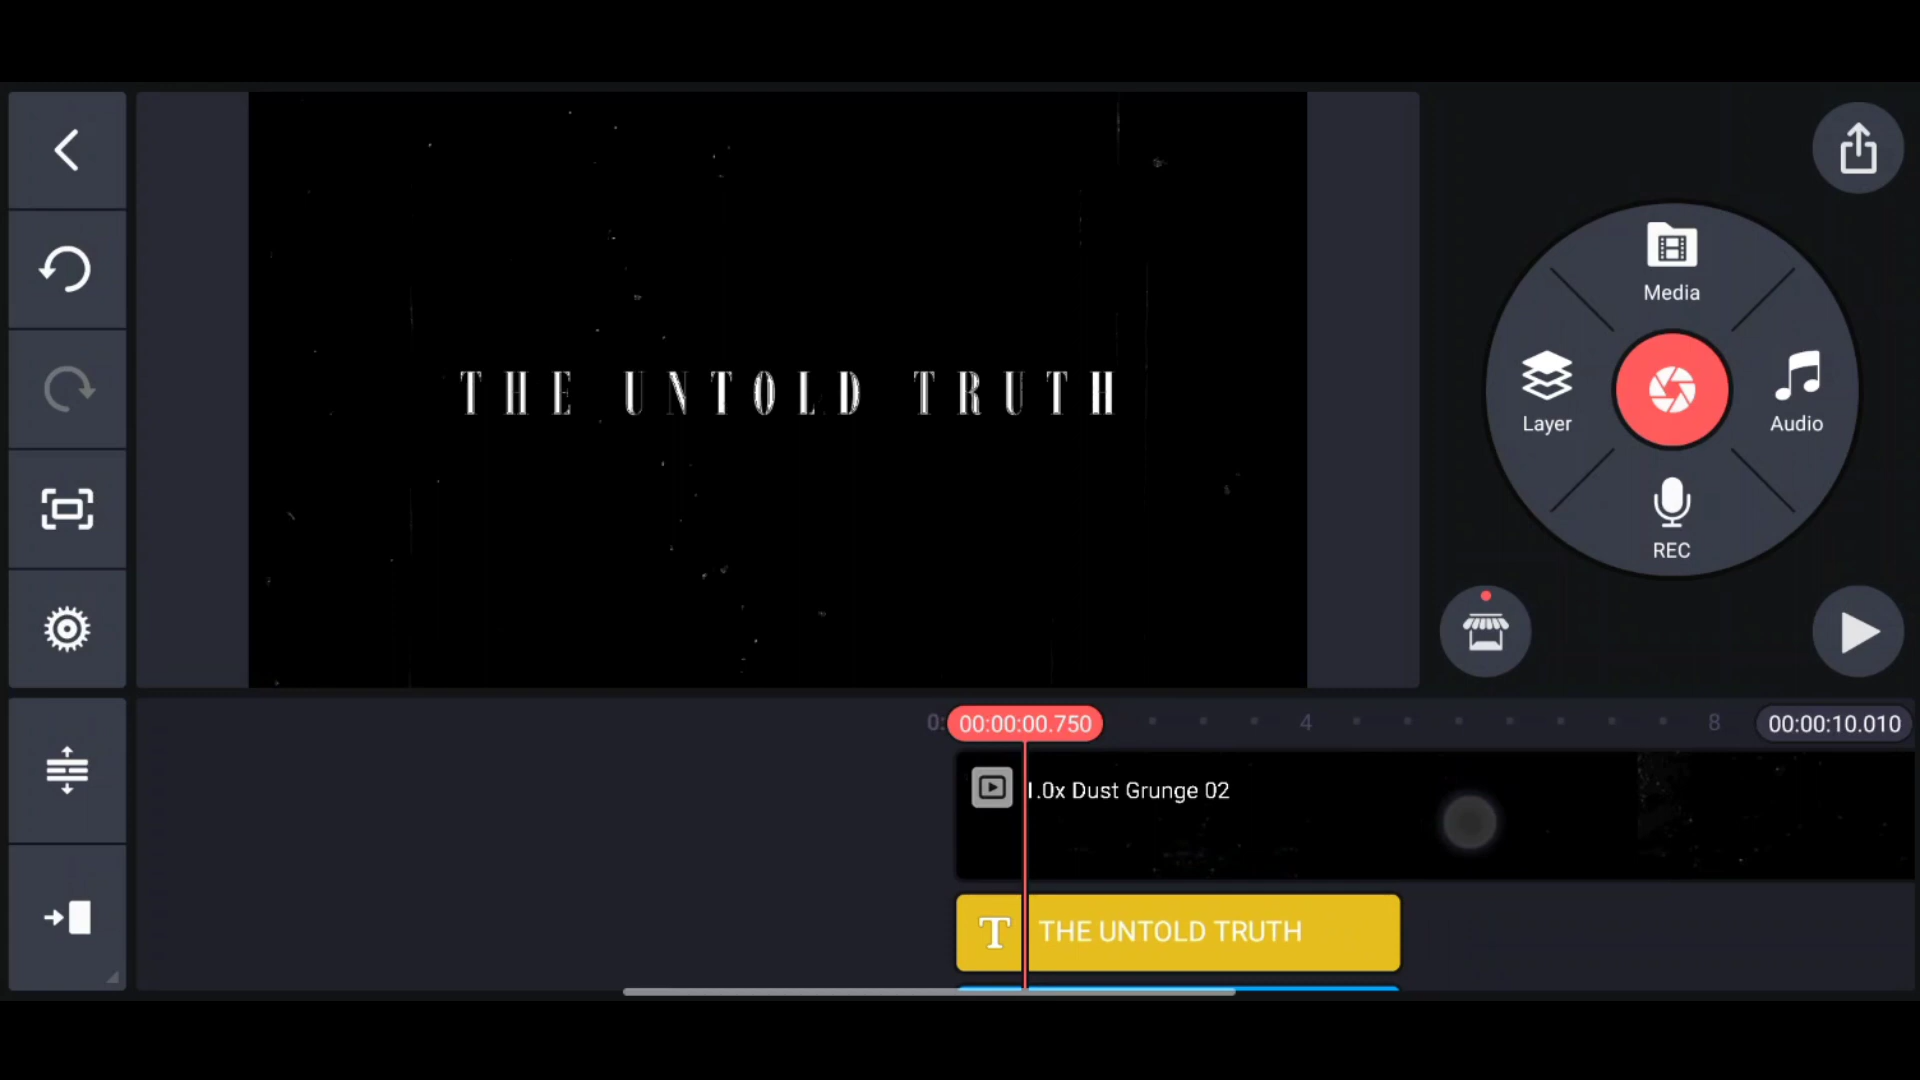 THE UNTOLD TRUTH
Media
Layer
Audio
REC
0:
00:00:00.750
4
8
00:00:10.010
1.0x Dust Grunge 02
T THE UNTOLD TRUTH